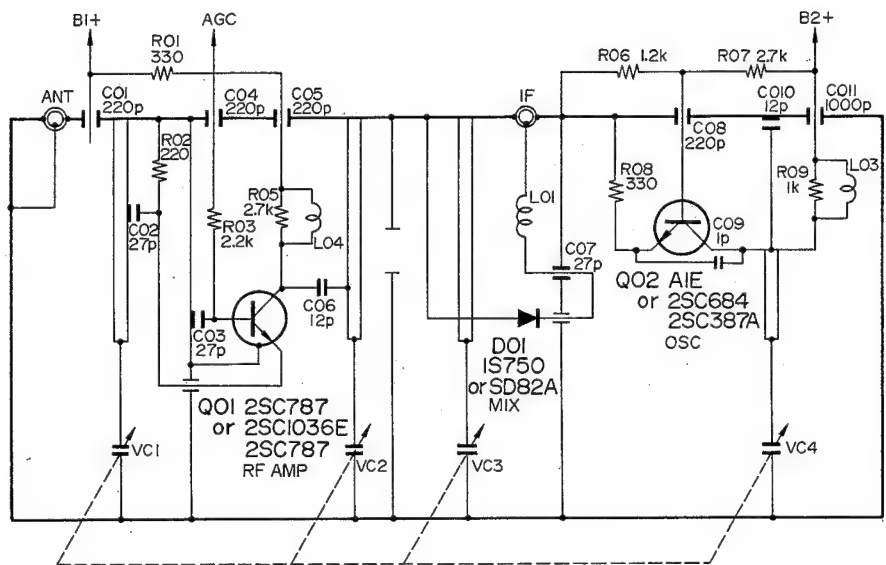 B1+
AGC
B2+
R01
330
R06 1.2k
R07 2.7k
ANT
C01
220p
C04
220p
C05
220p
IF
C08
220p
C010
12p
C011
1000p
R02
220
R08
330
R09
1k
L03
C02
27p
R03
2.2k
R05
2.7k
L04
L01
C07
27p
C09
1p
C03
27p
C06
12p
Q02 A1E
or 2SC684
2SC387A
OSC
D01
1S750
or SD82A
MIX
Q01 2SC787
or 2SC1036E
2SC787
RF AMP
VC1
VC2
VC3
VC4